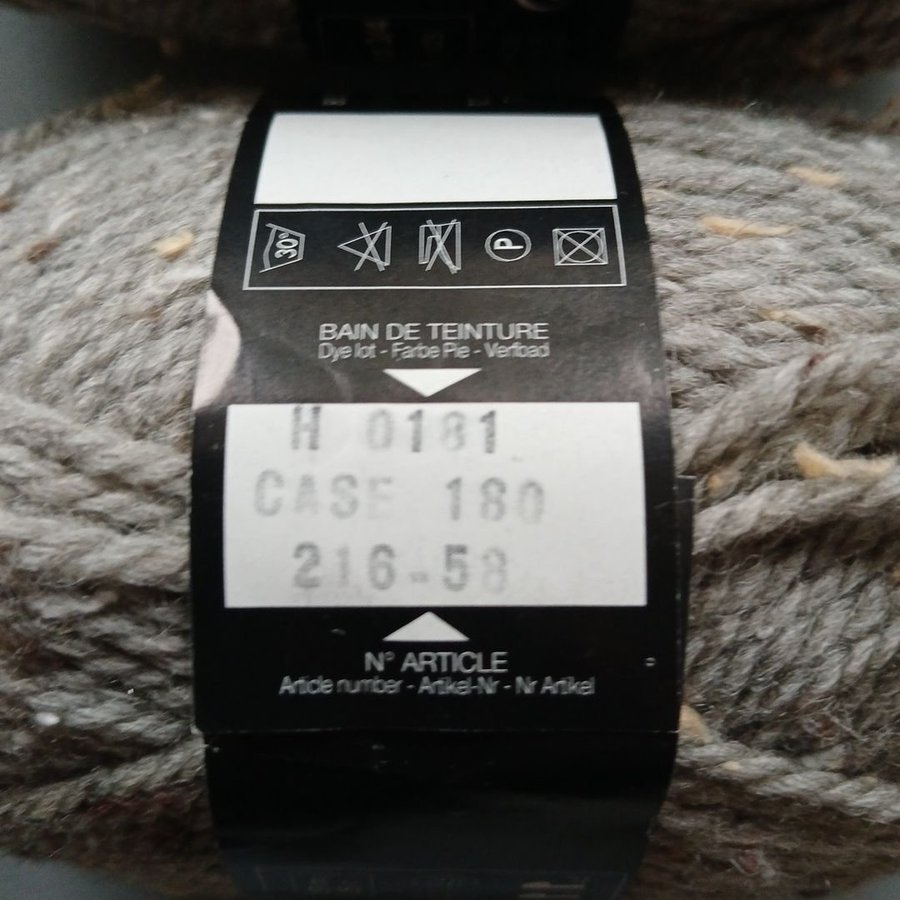 30°
P
BAIN DE TEINTURE
Dye lot - Farbe Pie - Verfbad
H 0181
CASE 180
216-58
N° ARTICLE
Article number - Artikel-Nr - Nr Artikel